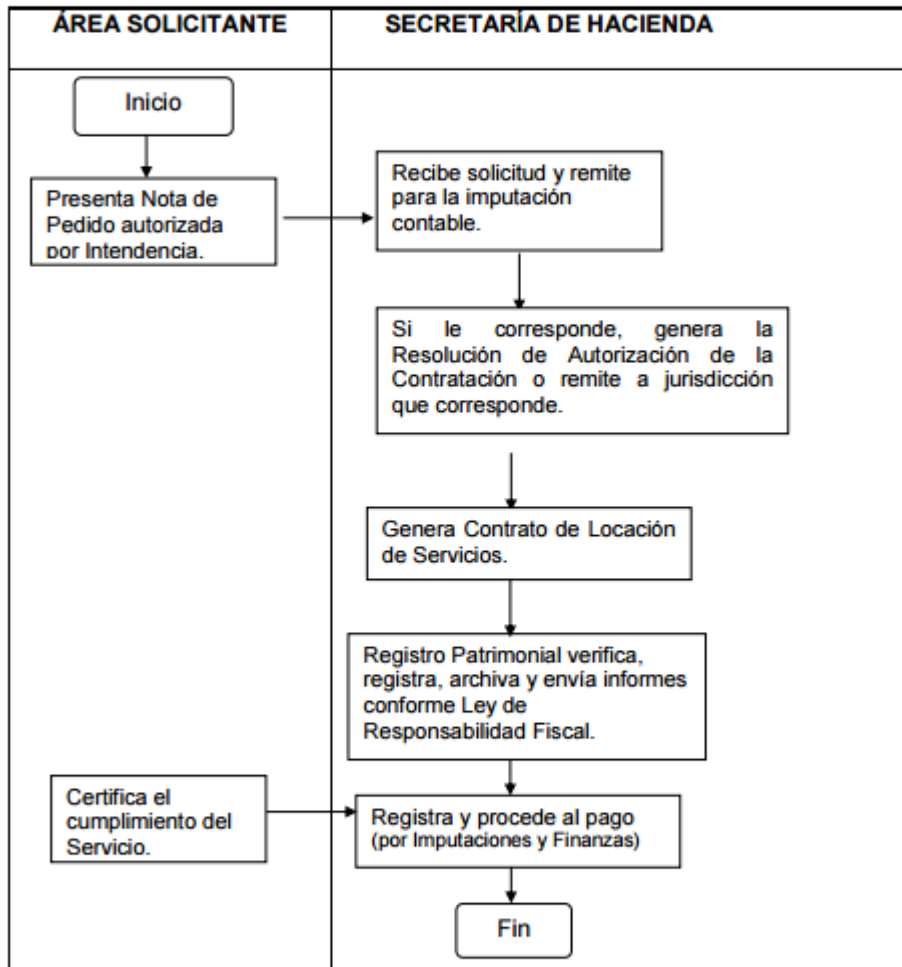 ÁREA SOLICITANTE
SECRETARÍA DE HACIENDA
Inicio
Presenta Nota de
Pedido autorizada
por Intendencia.
Recibe solicitud y remite
para la imputación
contable.
Si le corresponde, genera la
Resolución de Autorización de la
Contratación o remite a jurisdicción
que corresponde.
Genera Contrato de Locación
de Servicios.
Registro Patrimonial verifica,
registra, archiva y envía informes
conforme Ley de
Responsabilidad Fiscal.
Certifica el
cumplimiento del
Servicio.
Registra y procede al pago
(por Imputaciones y Finanzas)
Fin